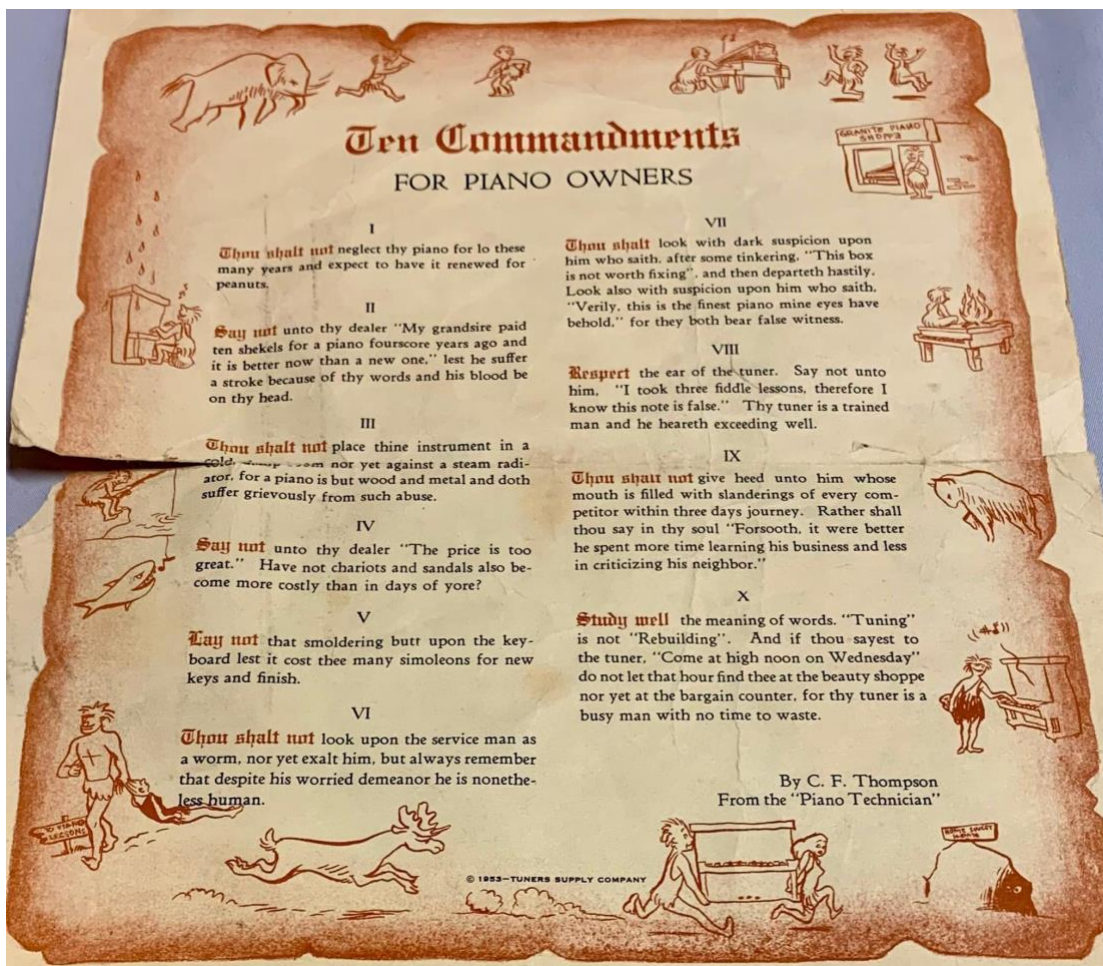 GRANITE PIANO
SHOPPE
Ten Commandments
FOR PIANO OWNERS
I
Thou shalt not neglect thy piano for lo these
many years and expect to have it renewed for
peanuts.
II
Say not unto thy dealer "My grandsire paid
ten shekels for a piano fourscore years ago and
it is better now than a new one," lest he suffer
a stroke because of thy words and his blood be
on thy head.
III
Thou shalt not place thine instrument in a
cold, nor yet against a steam radi-
ator, for a piano is but wood and metal and doth
suffer grievously from such abuse.
IV
Say not unto thy dealer "The price is too
great." Have not chariots and sandals also be-
come more costly than in days of yore?
V
Lay not that smoldering butt upon the key-
board lest it cost thee many simoleons for new
keys and finish.
VI
Thou shalt not look upon the service man as
a worm, nor yet exalt him, but always remember
that despite his worried demeanor he is nonethe-
less human.
VII
Thou shalt look with dark suspicion upon
him who saith, after some tinkering, "This box
is not worth fixing", and then departeth hastily.
Look also with suspicion upon him who saith,
"Verily, this is the finest piano mine eyes have
behold," for they both bear false witness.
VIII
Respect the ear of the tuner. Say not unto
him, "I took three fiddle lessons, therefore I
know this note is false." Thy tuner is a trained
man and he heareth exceeding well.
IX
Thou shalt not give heed unto him whose
mouth is filled with slanderings of every com-
petitor within three days journey. Rather shall
thou say in thy soul "Forsooth, it were better
he spent more time learning his business and less
in criticizing his neighbor."
X
Study well the meaning of words. "Tuning"
is not "Rebuilding". And if thou sayest to
the tuner, "Come at high noon on Wednesday"
do not let that hour find thee at the beauty shoppe
nor yet at the bargain counter, for thy tuner is a
busy man with no time to waste.
By C. F. Thompson
From the "Piano Technician"
TO PIANO
LESSONS
HOME SWEET
HOME
© 1953—TUNERS SUPPLY COMPANY